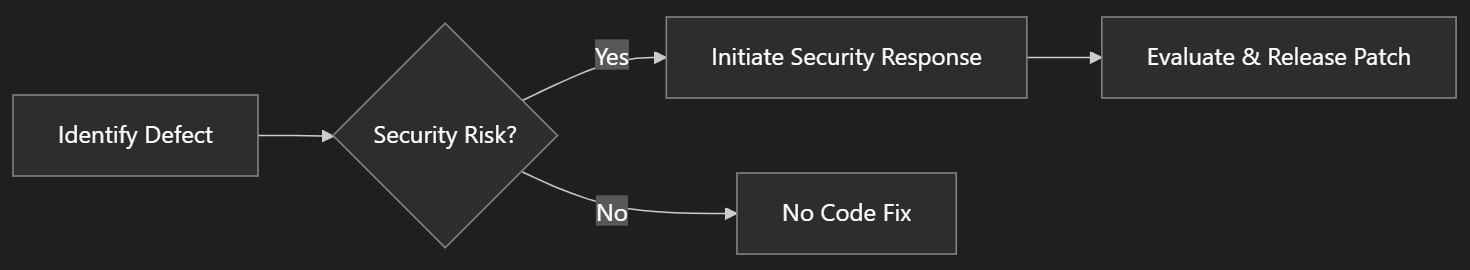 Identify Defect
Security Risk?
Yes
Initiate Security Response
Evaluate & Release Patch
No
No Code Fix